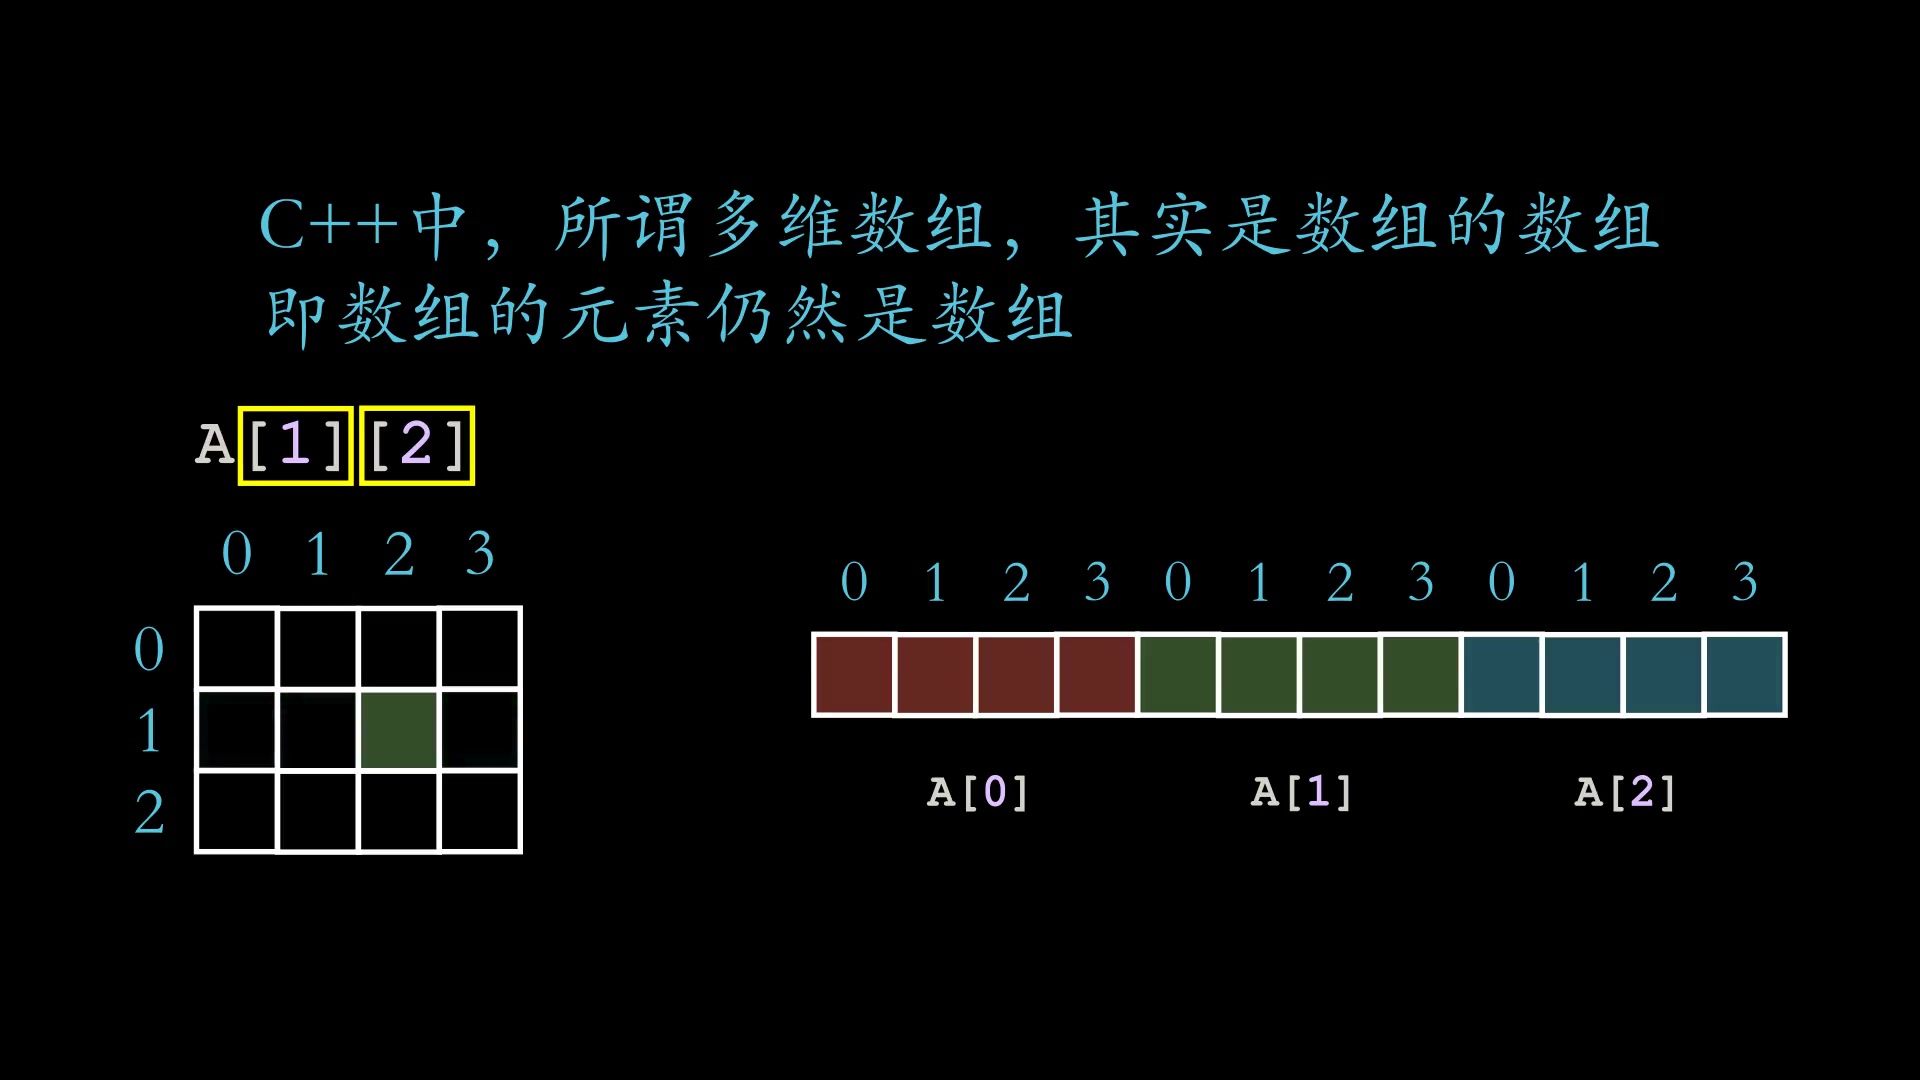 C++中，所谓多维数组，其实是数组的数组
即数组的元素仍然是数组
A[1][2]
0 1 2 3
0
1
2
0 1 2 3 0 1 2 3 0 1 2 3
A[0] A[1] A[2]